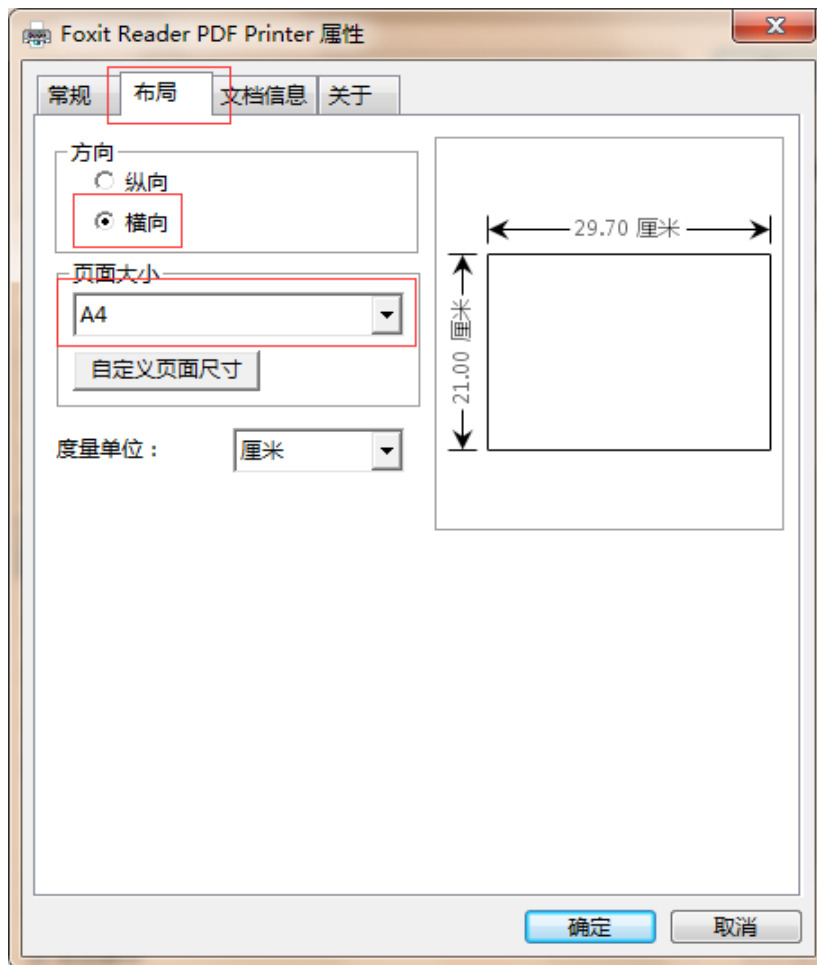 Foxit Reader PDF Printer 属性
常规 布局 文档信息 关于
方向
纵向
横向
页面大小
A4
自定义页面尺寸
度量单位： 厘米
29.70 厘米
21.00 厘米
确定 取消